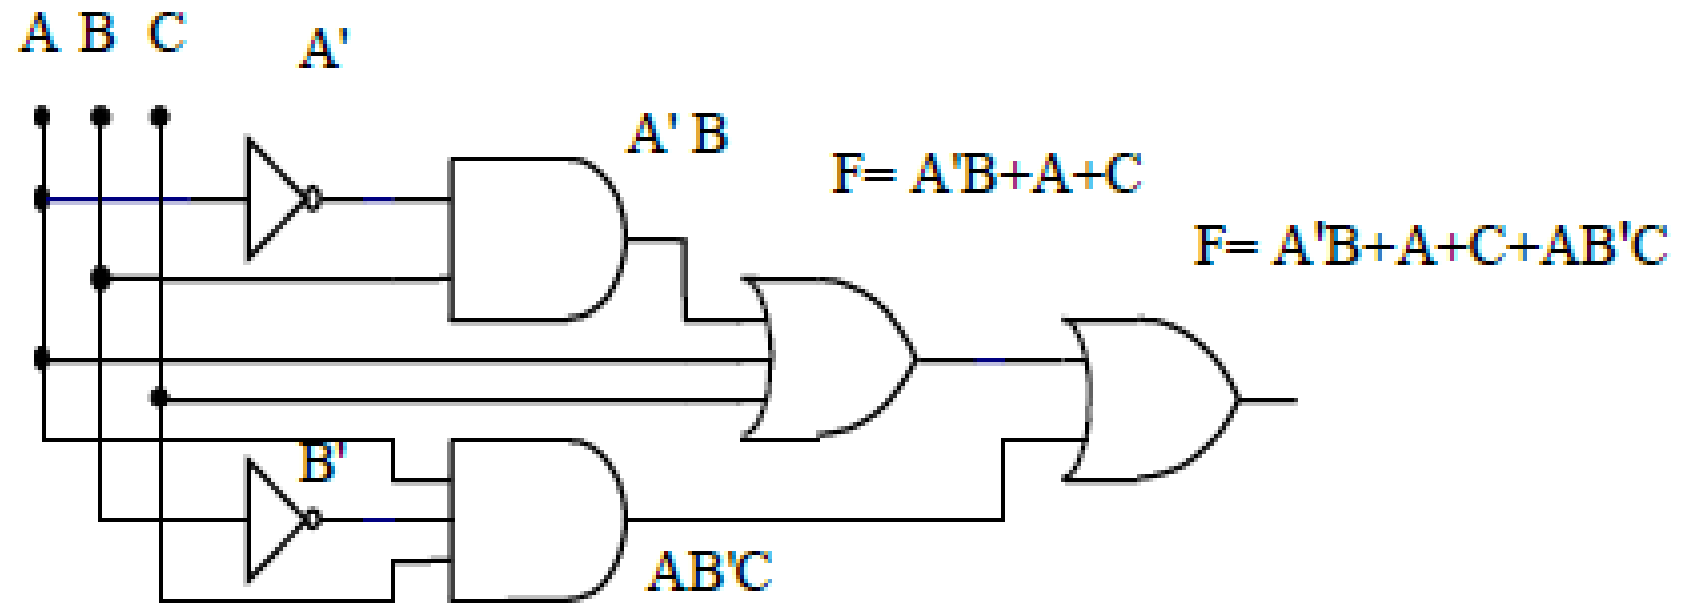 A B C
A'
A' B
F= A'B+A+C
F= A'B+A+C+AB'C
B'
AB'C